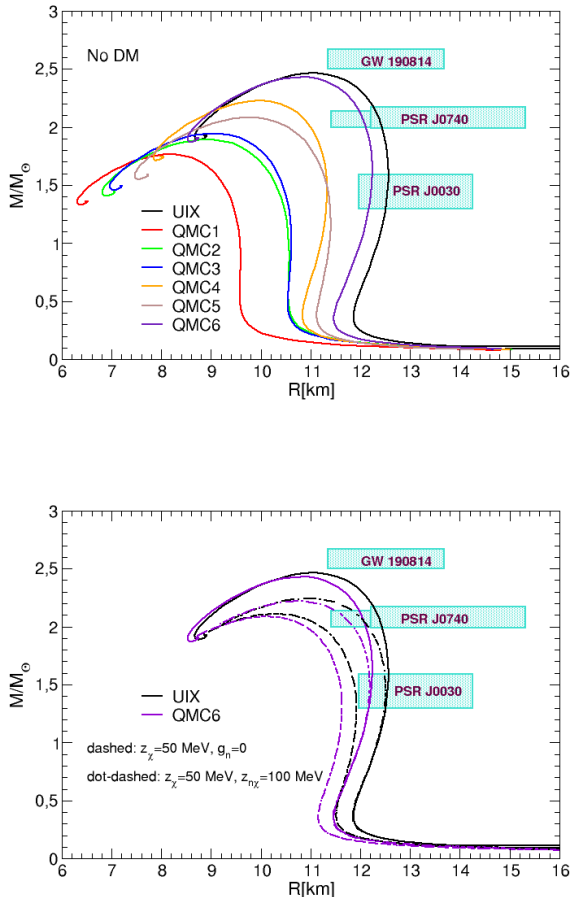 3
No DM
GW 190814
2,5
PSR J0740
2
M/M⊙
1,5
PSR J0030
UIX
QMC1
1
QMC2
QMC3
QMC4
0,5
QMC5
QMC6
0
6 7 8 9 10 11 12 13 14 15 16
R[km]
3
GW 190814
2,5
PSR J0740
2
M/M⊙
1,5
PSR J0030
UIX
QMC6
1
dashed: zχ=50 MeV, gn=0
dot-dashed: zχ=50 MeV, znχ=100 MeV
0,5
0
6 7 8 9 10 11 12 13 14 15 16
R[km]